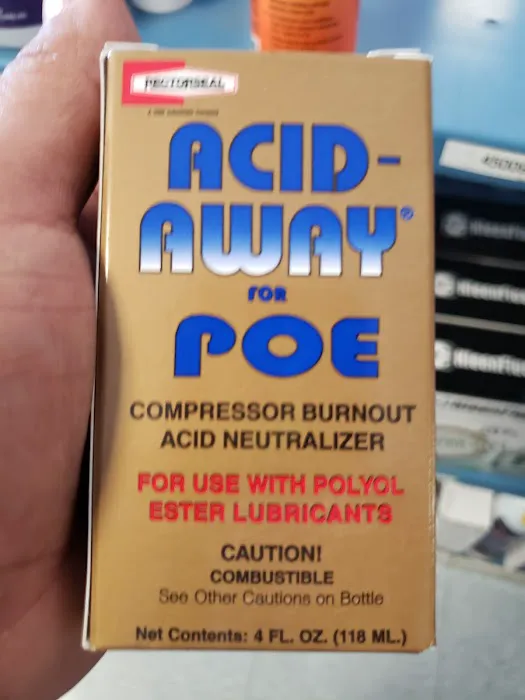 RECTORSEAL
ACID-
AWAY®
FOR
POE
COMPRESSOR BURNOUT
ACID NEUTRALIZER
FOR USE WITH POLYOL
ESTER LUBRICANTS
CAUTION!
COMBUSTIBLE
See Other Cautions on Bottle
Net Contents: 4 FL. OZ. (118 ML.)